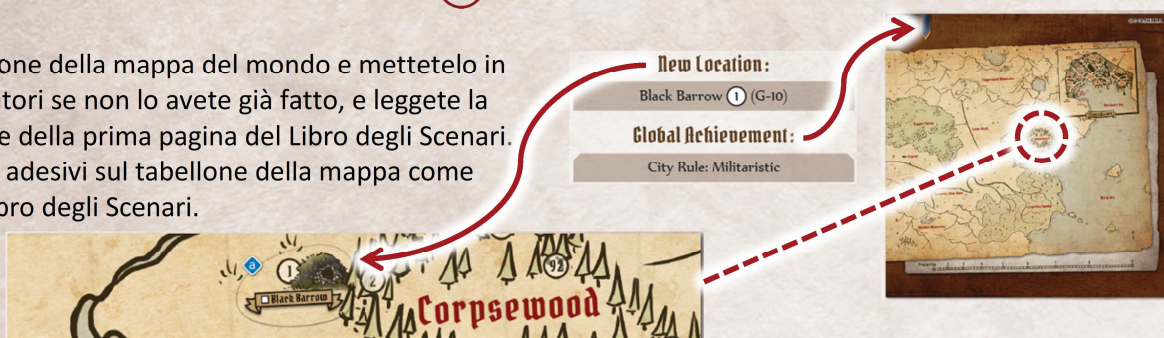 one della mappa del mondo e mettetelo in
tori se non lo avete già fatto, e leggete la
e della prima pagina del Libro degli Scenari.
adesivi sul tabellone della mappa come
bro degli Scenari.
New Location:
Black Barrow 1 (G-10)
Global Achievement:
City Rule: Militaristic
a
1
2
92
Black Barrow
Corpsewood